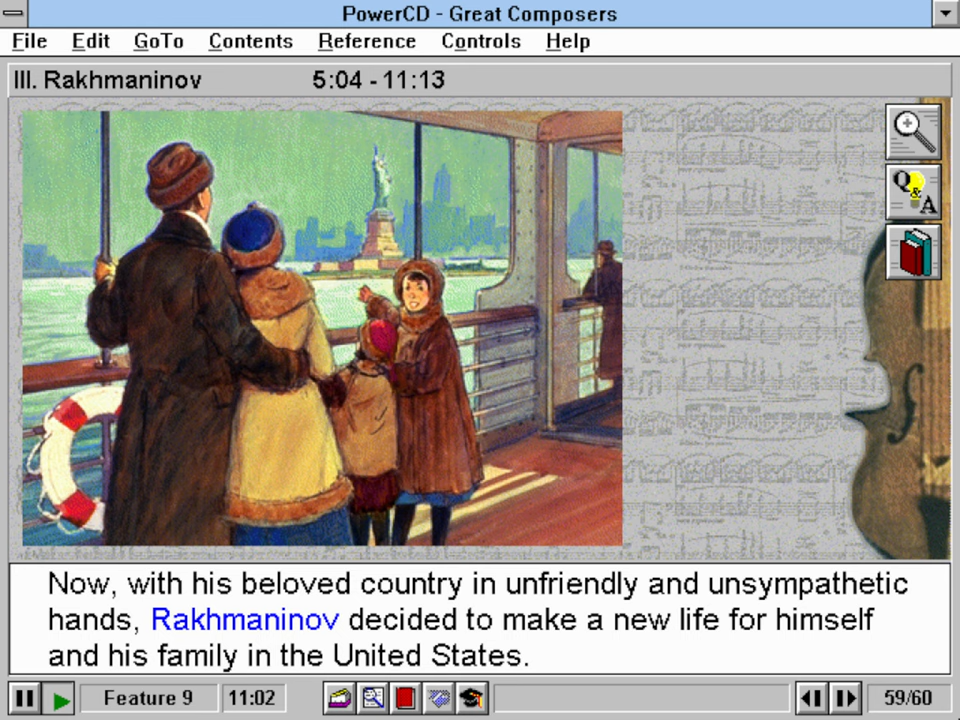 PowerCD - Great Composers
File Edit GoTo Contents Reference Controls Help
III. Rakhmaninov 5:04 - 11:13
Q & A
Now, with his beloved country in unfriendly and unsympathetic
hands, Rakhmaninov decided to make a new life for himself
and his family in the United States.
Feature 9 11:02 59/60